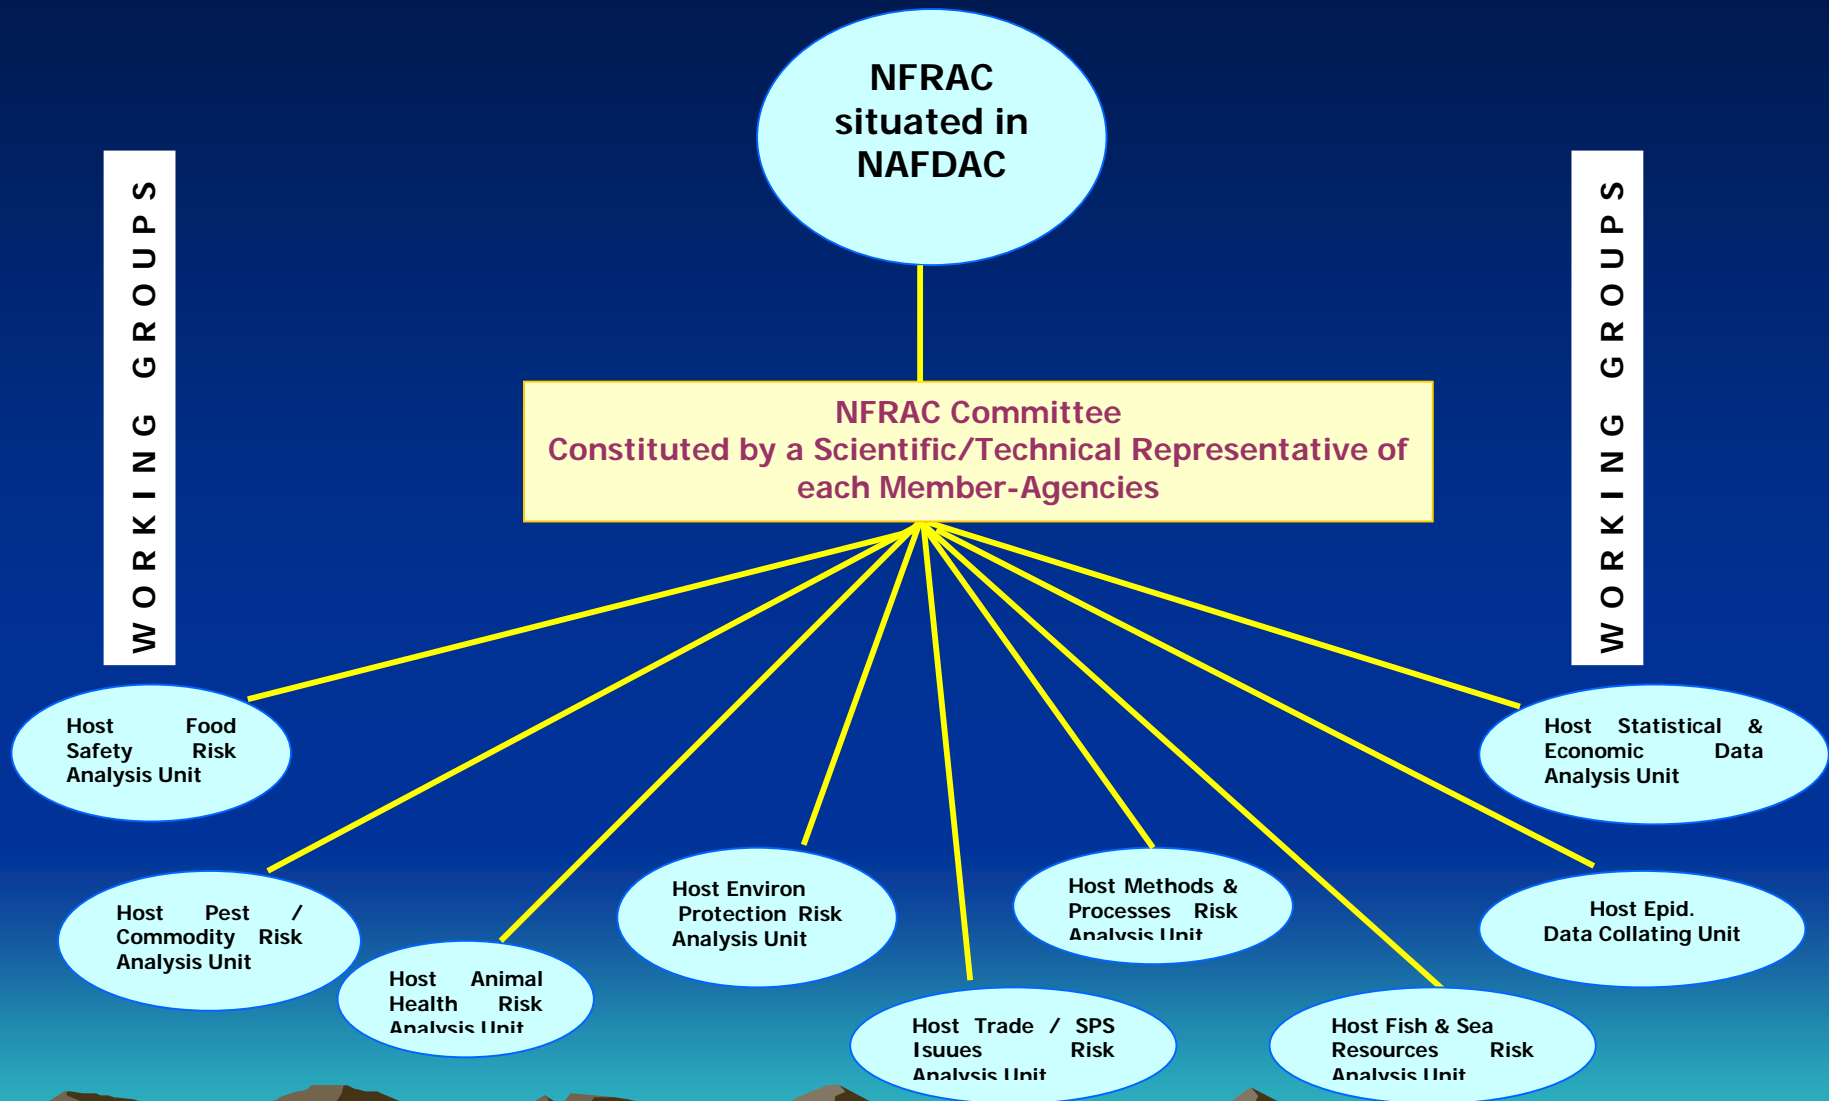 NFRAC
situated in
NAFDAC
WORKING GROUPS
WORKING GROUPS
NFRAC Committee
Constituted by a Scientific/Technical Representative of
each Member-Agencies
Host Food
Safety Risk
Analysis Unit
Host Pest /
Commodity Risk
Analysis Unit
Host Animal
Health Risk
Analysis Unit
Host Environ
Protection Risk
Analysis Unit
Host Trade / SPS
Isuues Risk
Analysis Unit
Host Methods &
Processes Risk
Analysis Unit
Host Fish & Sea
Resources Risk
Analysis Unit
Host Epid.
Data Collating Unit
Host Statistical &
Economic Data
Analysis Unit